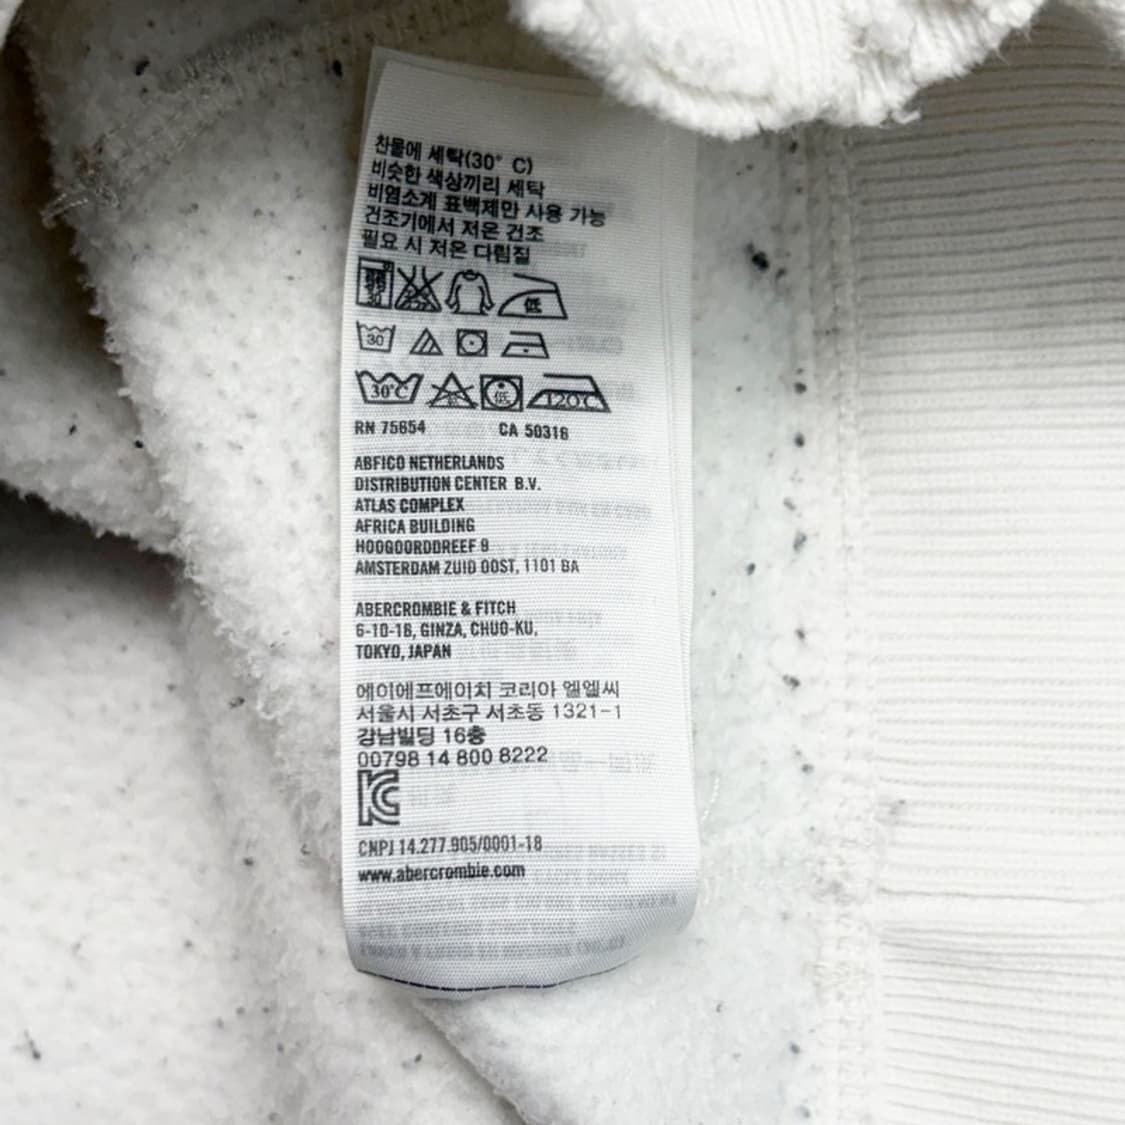 찬물에 세탁(30° C)
비슷한 색상끼리 세탁
비염소계 표백제만 사용 가능
건조기에서 저온 건조
필요 시 저온 다림질
30 低
30
30°C 低 120°C
RN 75654 CA 50318
ABFICO NETHERLANDS
DISTRIBUTION CENTER B.V.
ATLAS COMPLEX
AFRICA BUILDING
HOOGOORDDREEF 9
AMSTERDAM ZUID OOST, 1101 BA
ABERCROMBIE & FITCH
6-10-16, GINZA, CHUO-KU,
TOKYO, JAPAN
에이에프에이치 코리아 엘엘씨
서울시 서초구 서초동 1321-1
강남빌딩 16층
00798 14 800 8222
CNPJ 14.277.905/0001-18
www.abercrombie.com